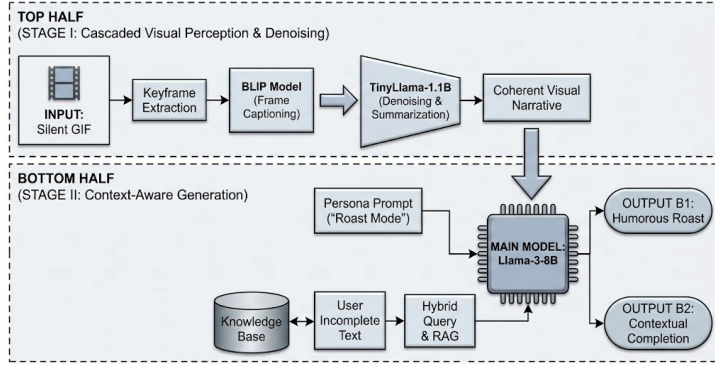 TOP HALF
(STAGE I: Cascaded Visual Perception & Denoising)
INPUT:
Silent GIF
Keyframe
Extraction
BLIP Model
(Frame
Captioning)
TinyLlama-1.1B
(Denoising &
Summarization)
Coherent Visual
Narrative
BOTTOM HALF
(STAGE II: Context-Aware Generation)
Persona Prompt
("Roast Mode")
MAIN MODEL:
Llama-3-8B
OUTPUT B1:
Humorous Roast
Knowledge
Base
User
Incomplete
Text
Hybrid
Query
& RAG
OUTPUT B2:
Contextual
Completion